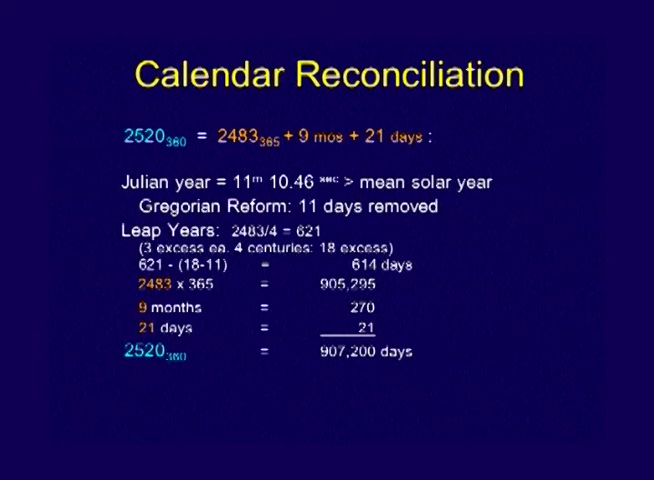 Calendar Reconciliation
2520₃₆₀ = 2483₃₆₅ + 9 mos + 21 days :
Julian year = 11ᵐ 10.46 ˢᵉᶜ > mean solar year
Gregorian Reform: 11 days removed
Leap Years: 2483/4 = 621
(3 excess ea. 4 centuries: 18 excess)
621 - (18-11) = 614 days
2483 x 365 = 905,295
9 months = 270
21 days = 21
2520₃₆₀ = 907,200 days